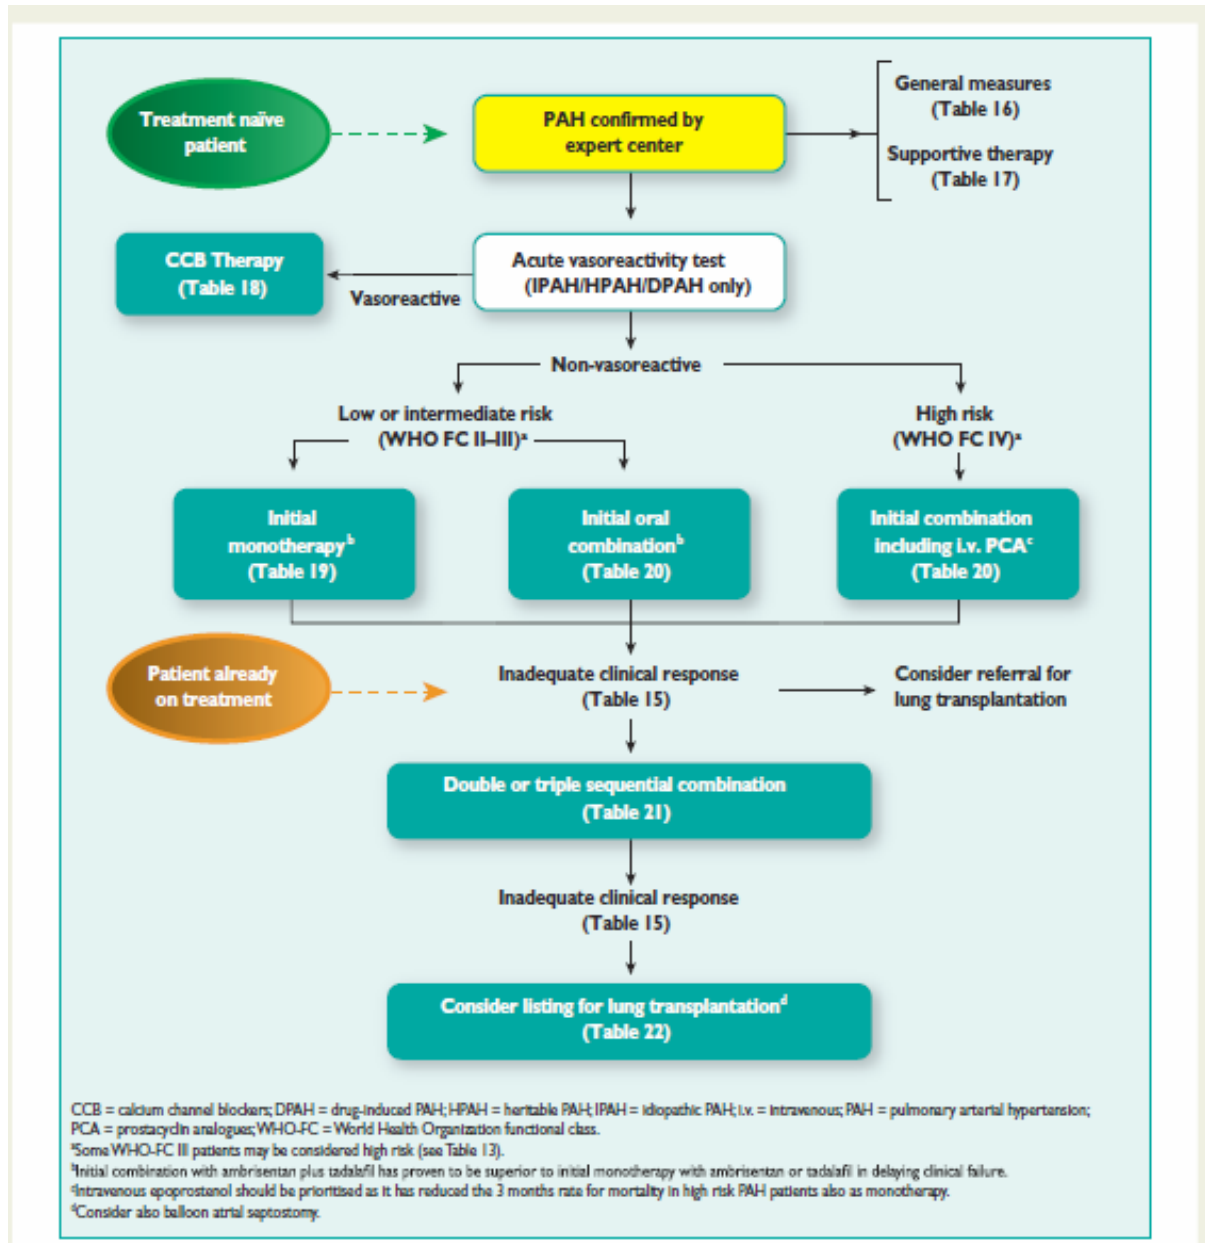 Treatment naïve
patient
PAH confirmed by
expert center
General measures
(Table 16)
Supportive therapy
(Table 17)
CCB Therapy
(Table 18)
Vasoreactive
Acute vasoreactivity test
(IPAH/HPAH/DPAH only)
Non-vasoreactive
Low or intermediate risk
(WHO FC II–III)ᵃ
High risk
(WHO FC IV)ᵃ
Initial
monotherapyᵇ
(Table 19)
Initial oral
combinationᵇ
(Table 20)
Initial combination
including i.v. PCAᶜ
(Table 20)
Patient already
on treatment
Inadequate clinical response
(Table 15)
Consider referral for
lung transplantation
Double or triple sequential combination
(Table 21)
Inadequate clinical response
(Table 15)
Consider listing for lung transplantationᵈ
(Table 22)
CCB = calcium channel blockers; DPAH = drug-induced PAH; HPAH = heritable PAH; IPAH = idiopathic PAH; i.v. = intravenous; PAH = pulmonary arterial hypertension;
PCA = prostacyclin analogues; WHO-FC = World Health Organization functional class.
ᵃSome WHO-FC III patients may be considered high risk (see Table 13).
ᵇInitial combination with ambrisentan plus tadalafil has proven to be superior to initial monotherapy with ambrisentan or tadalafil in delaying clinical failure.
ᶜIntravenous epoprostenol should be prioritised as it has reduced the 3 months rate for mortality in high risk PAH patients also as monotherapy.
ᵈConsider also balloon atrial septostomy.